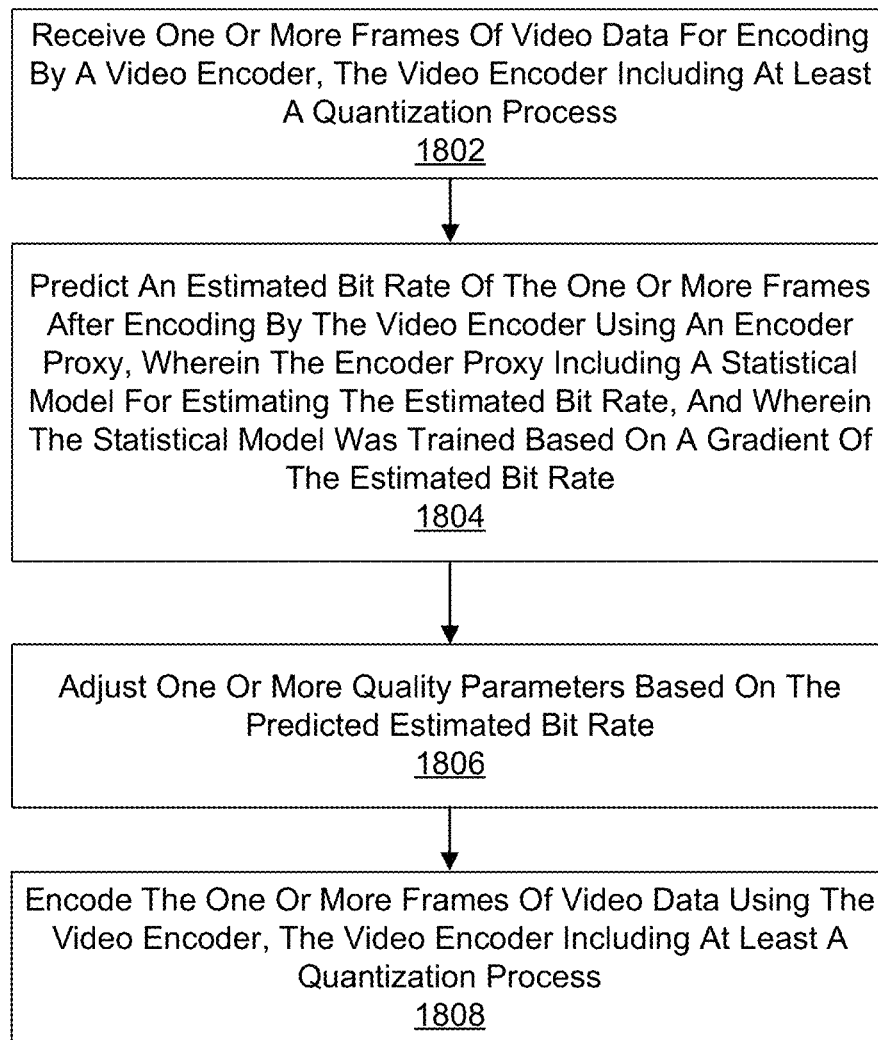 Receive One Or More Frames Of Video Data For Encoding
By A Video Encoder, The Video Encoder Including At Least
A Quantization Process
1802
Predict An Estimated Bit Rate Of The One Or More Frames
After Encoding By The Video Encoder Using An Encoder
Proxy, Wherein The Encoder Proxy Including A Statistical
Model For Estimating The Estimated Bit Rate, And Wherein
The Statistical Model Was Trained Based On A Gradient Of
The Estimated Bit Rate
1804
Adjust One Or More Quality Parameters Based On The
Predicted Estimated Bit Rate
1806
Encode The One Or More Frames Of Video Data Using The
Video Encoder, The Video Encoder Including At Least A
Quantization Process
1808